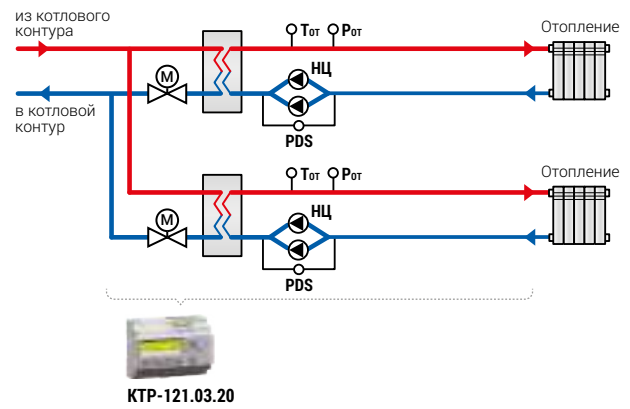 из котлового
контура
Tот Pот
Отопление
M
НЦ
в котловой
контур
PDS
Tот Pот
Отопление
M
НЦ
PDS
КТР-121.03.20